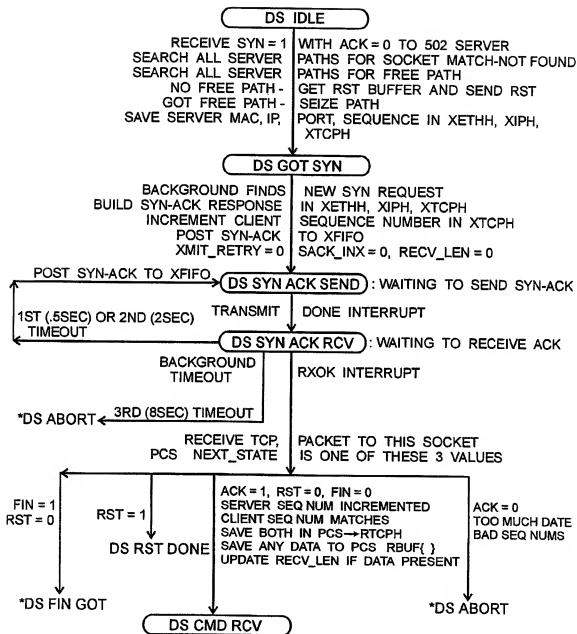 DS IDLE
RECEIVE SYN = 1 WITH ACK = 0 TO 502 SERVER
SEARCH ALL SERVER PATHS FOR SOCKET MATCH-NOT FOUND
SEARCH ALL SERVER PATHS FOR FREE PATH
NO FREE PATH - GET RST BUFFER AND SEND RST
GOT FREE PATH - SEIZE PATH
SAVE SERVER MAC, IP, PORT, SEQUENCE IN XETHH, XIPH,
XTCPH
DS GOT SYN
BACKGROUND FINDS NEW SYN REQUEST
BUILD SYN-ACK RESPONSE IN XETHH, XIPH, XTCPH
INCREMENT CLIENT SEQUENCE NUMBER IN XTCPH
POST SYN-ACK TO XFIFO
XMIT_RETRY = 0 SACK_INX = 0, RECV_LEN = 0
POST SYN-ACK TO XFIFO
DS SYN ACK SEND : WAITING TO SEND SYN-ACK
TRANSMIT DONE INTERRUPT
1ST (.5SEC) OR 2ND (2SEC)
TIMEOUT
DS SYN ACK RCV : WAITING TO RECEIVE ACK
BACKGROUND
TIMEOUT
RXOK INTERRUPT
*DS ABORT
3RD (8SEC) TIMEOUT
RECEIVE TCP, PACKET TO THIS SOCKET
PCS NEXT_STATE IS ONE OF THESE 3 VALUES
FIN = 1
RST = 0
*DS FIN GOT
RST = 1
DS RST DONE
ACK = 1, RST = 0, FIN = 0
SERVER SEQ NUM INCREMENTED
CLIENT SEQ NUM MATCHES
SAVE BOTH IN PCS→RTCPH
SAVE ANY DATA TO PCS RBUF{ }
UPDATE RECV_LEN IF DATA PRESENT
DS CMD RCV
ACK = 0
TOO MUCH DATE
BAD SEQ NUMS
*DS ABORT